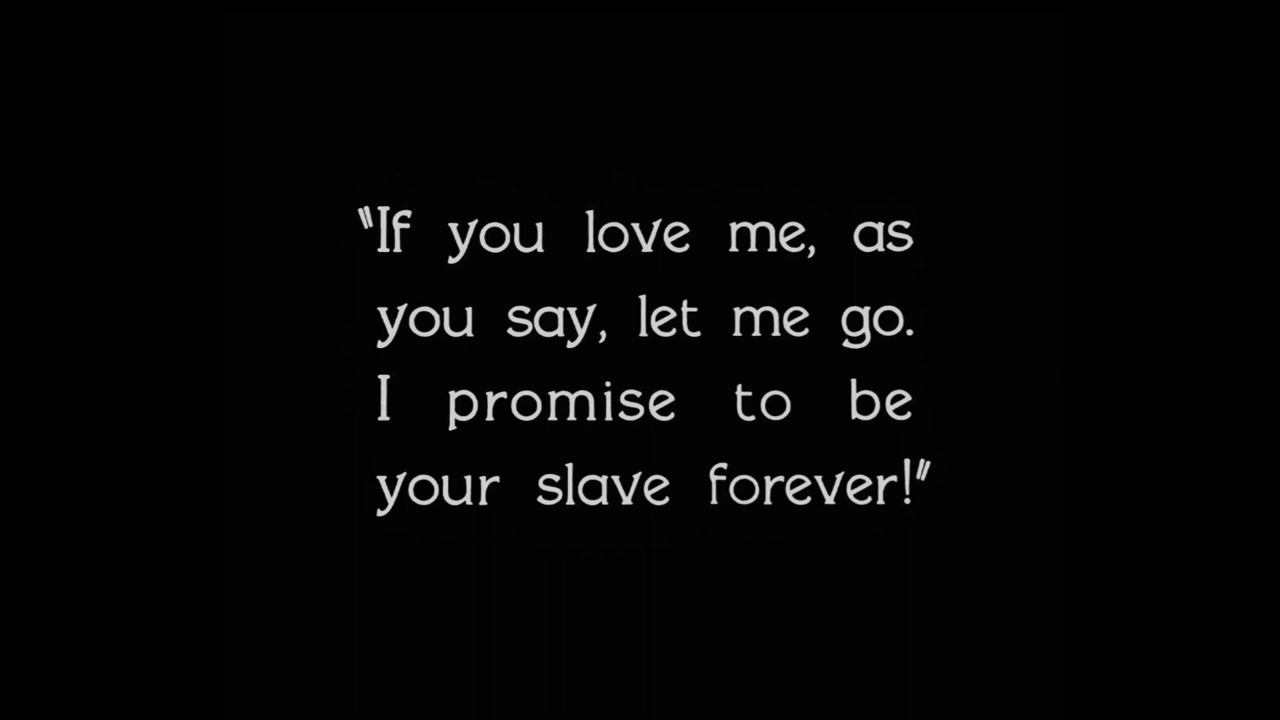 "If you love me, as
you say, let me go.
I promise to be
your slave forever!"